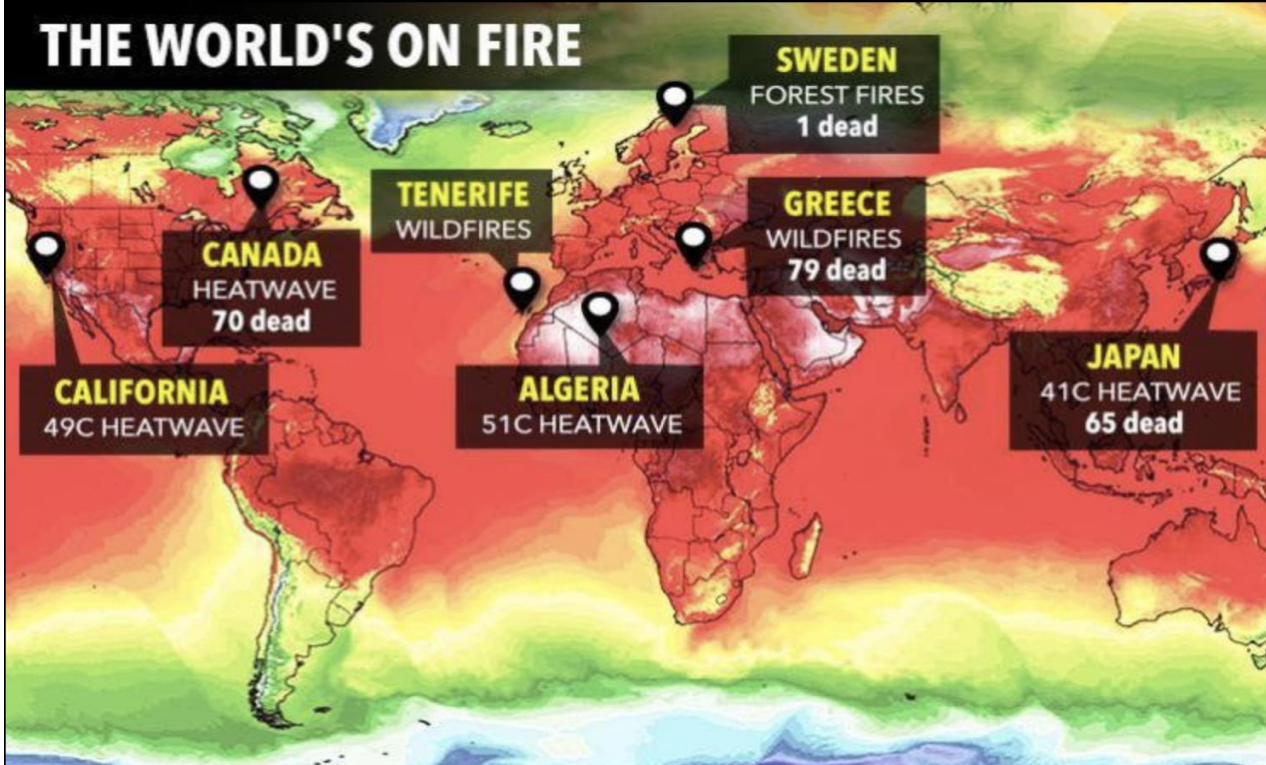 THE WORLD'S ON FIRE
SWEDEN
FOREST FIRES
1 dead
TENERIFE
WILDFIRES
GREECE
WILDFIRES
79 dead
CANADA
HEATWAVE
70 dead
CALIFORNIA
49C HEATWAVE
ALGERIA
51C HEATWAVE
JAPAN
41C HEATWAVE
65 dead